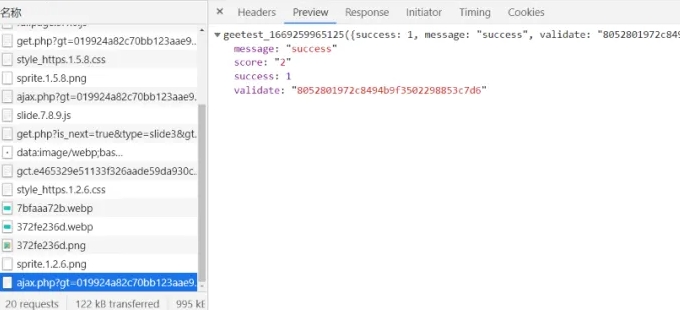 名称
get.php?gt=019924a82c70bb123aae9...
style_https.1.5.8.css
sprite.1.5.8.png
ajax.php?gt=019924a82c70bb123aae9...
slide.7.8.9.js
get.php?is_next=true&type=slide3&gt...
data:image/webp;bas...
gct.e465329e51133f326aade59da930c...
style_https.1.2.6.css
7bfaaa72b.webp
372fe236d.webp
372fe236d.png
sprite.1.2.6.png
ajax.php?gt=019924a82c70bb123aae9...
20 requests
122 kB transferred
995 kB
× Headers Preview Response Initiator Timing Cookies
geetest_1669259965125({success: 1, message: "success", validate: "8052801972c849
message: "success"
score: "2"
success: 1
validate: "8052801972c8494b9f3502298853c7d6"